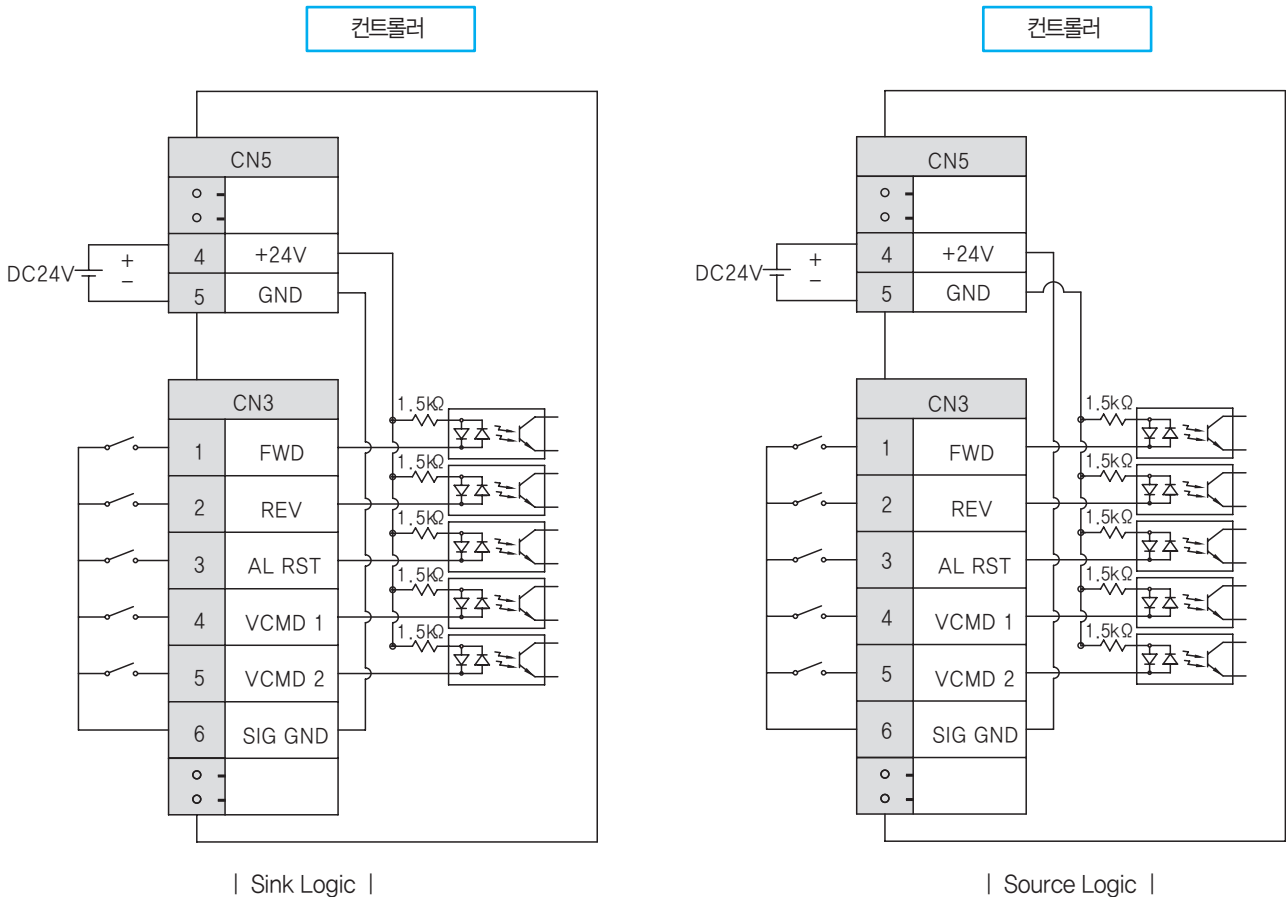 컨트롤러
CN5
4 +24V
5 GND
DC24V
+
−
CN3
1 FWD
2 REV
3 AL RST
4 VCMD 1
5 VCMD 2
6 SIG GND
1.5kΩ
1.5kΩ
1.5kΩ
1.5kΩ
1.5kΩ
| Sink Logic |
컨트롤러
CN5
4 +24V
5 GND
DC24V
+
−
CN3
1 FWD
2 REV
3 AL RST
4 VCMD 1
5 VCMD 2
6 SIG GND
1.5kΩ
1.5kΩ
1.5kΩ
1.5kΩ
1.5kΩ
| Source Logic |